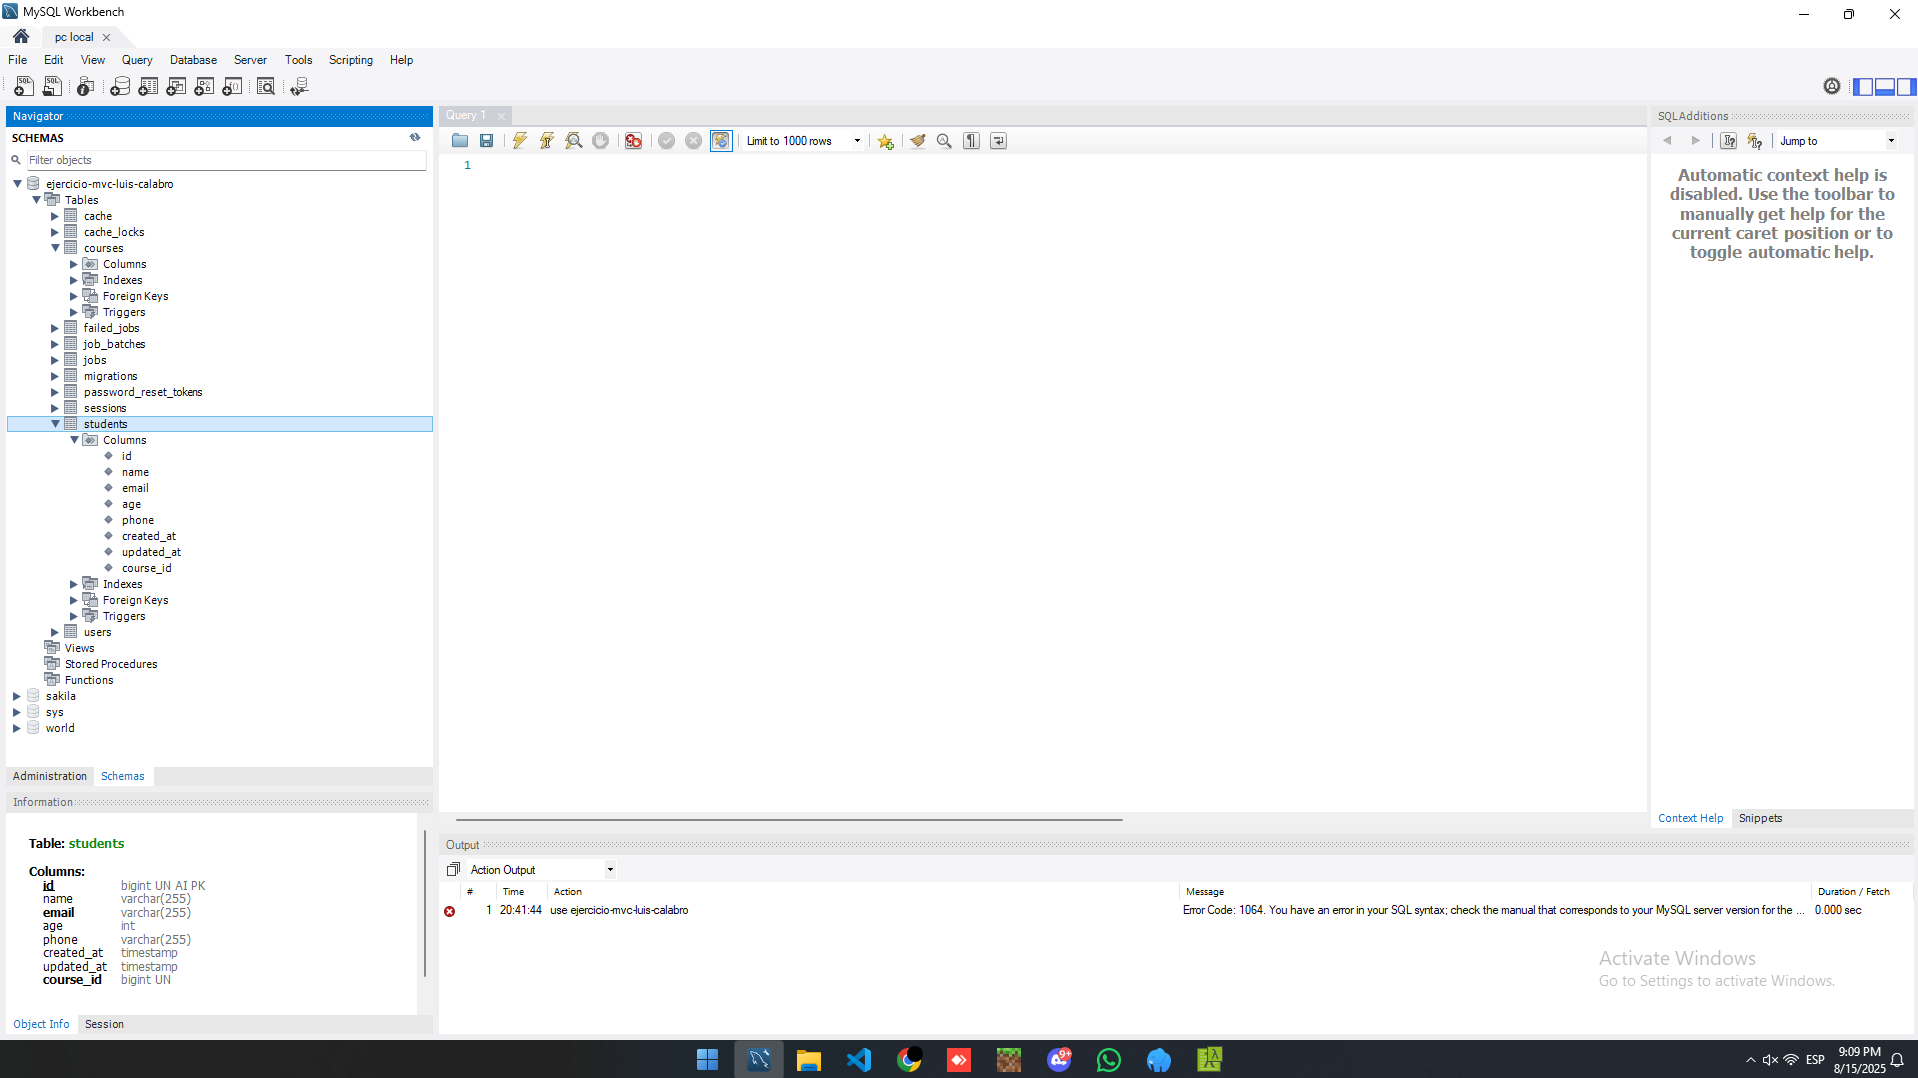 MySQL Workbench
pc local
File Edit View Query Database Server Tools Scripting Help
Navigator
SCHEMAS
Filter objects
ejercicio-mvc-luis-calabro
Tables
cache
cache_locks
courses
Columns
Indexes
Foreign Keys
Triggers
failed_jobs
job_batches
jobs
migrations
password_reset_tokens
sessions
students
Columns
id
name
email
age
phone
created_at
updated_at
course_id
Indexes
Foreign Keys
Triggers
users
Views
Stored Procedures
Functions
sakila
sys
world
Administration Schemas
Information
Table: students
Columns:
id bigint UN AI PK
name varchar(255)
email varchar(255)
age int
phone varchar(255)
created_at timestamp
updated_at timestamp
course_id bigint UN
Object Info Session
Query 1
Limit to 1000 rows
1
SQLAdditions
Jump to
Automatic context help is
disabled. Use the toolbar to
manually get help for the
current caret position or to
toggle automatic help.
Context Help Snippets
Output
Action Output
# Time Action Message Duration / Fetch
1 20:41:44 use ejercicio-mvc-luis-calabro Error Code: 1064. You have an error in your SQL syntax; check the manual that corresponds to your MySQL server version for the ... 0.000 sec
Activate Windows
Go to Settings to activate Windows.
9+
ESP
9:09 PM
8/15/2025